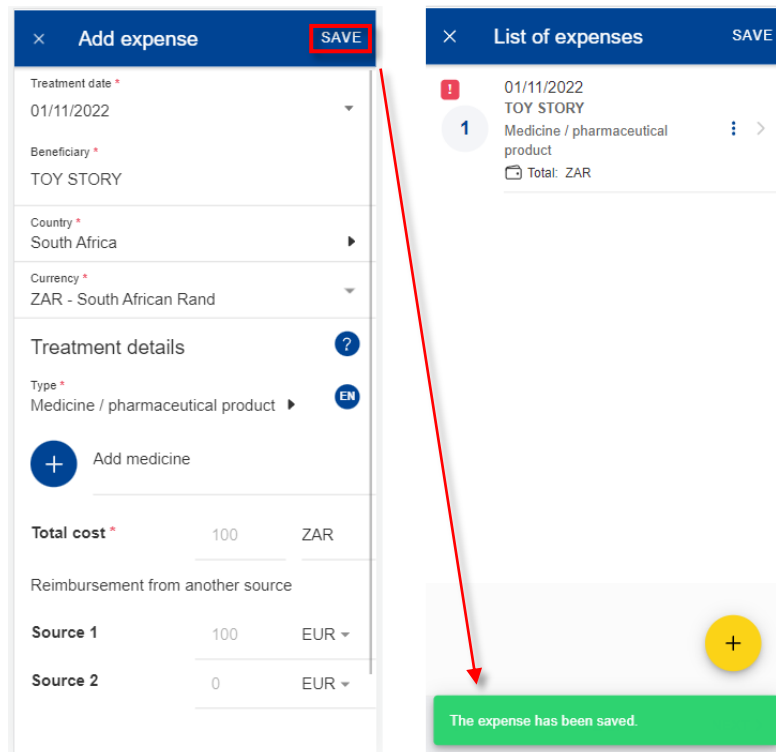 × Add expense SAVE
Treatment date *
01/11/2022
Beneficiary *
TOY STORY
Country *
South Africa
Currency *
ZAR - South African Rand
Treatment details ?
Type *
Medicine / pharmaceutical product EN
+ Add medicine
Total cost * 100 ZAR
Reimbursement from another source
Source 1 100 EUR
Source 2 0 EUR
× List of expenses SAVE
! 01/11/2022
TOY STORY
1 Medicine / pharmaceutical
product
Total: ZAR
+
The expense has been saved.